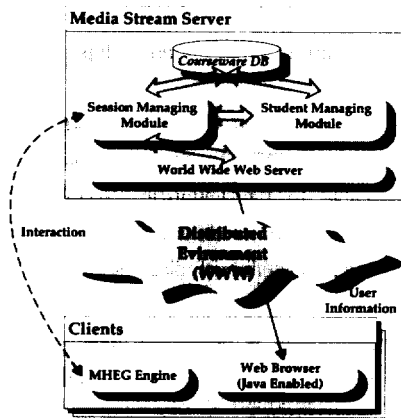 Media Stream Server
Courseware DB
Session Managing
Module
Student Managing
Module
World Wide Web Server
Interaction
Distributed
Evironment
(WWW)
User
Information
Clients
MHEG Engine
Web Browser
(Java Enabled)